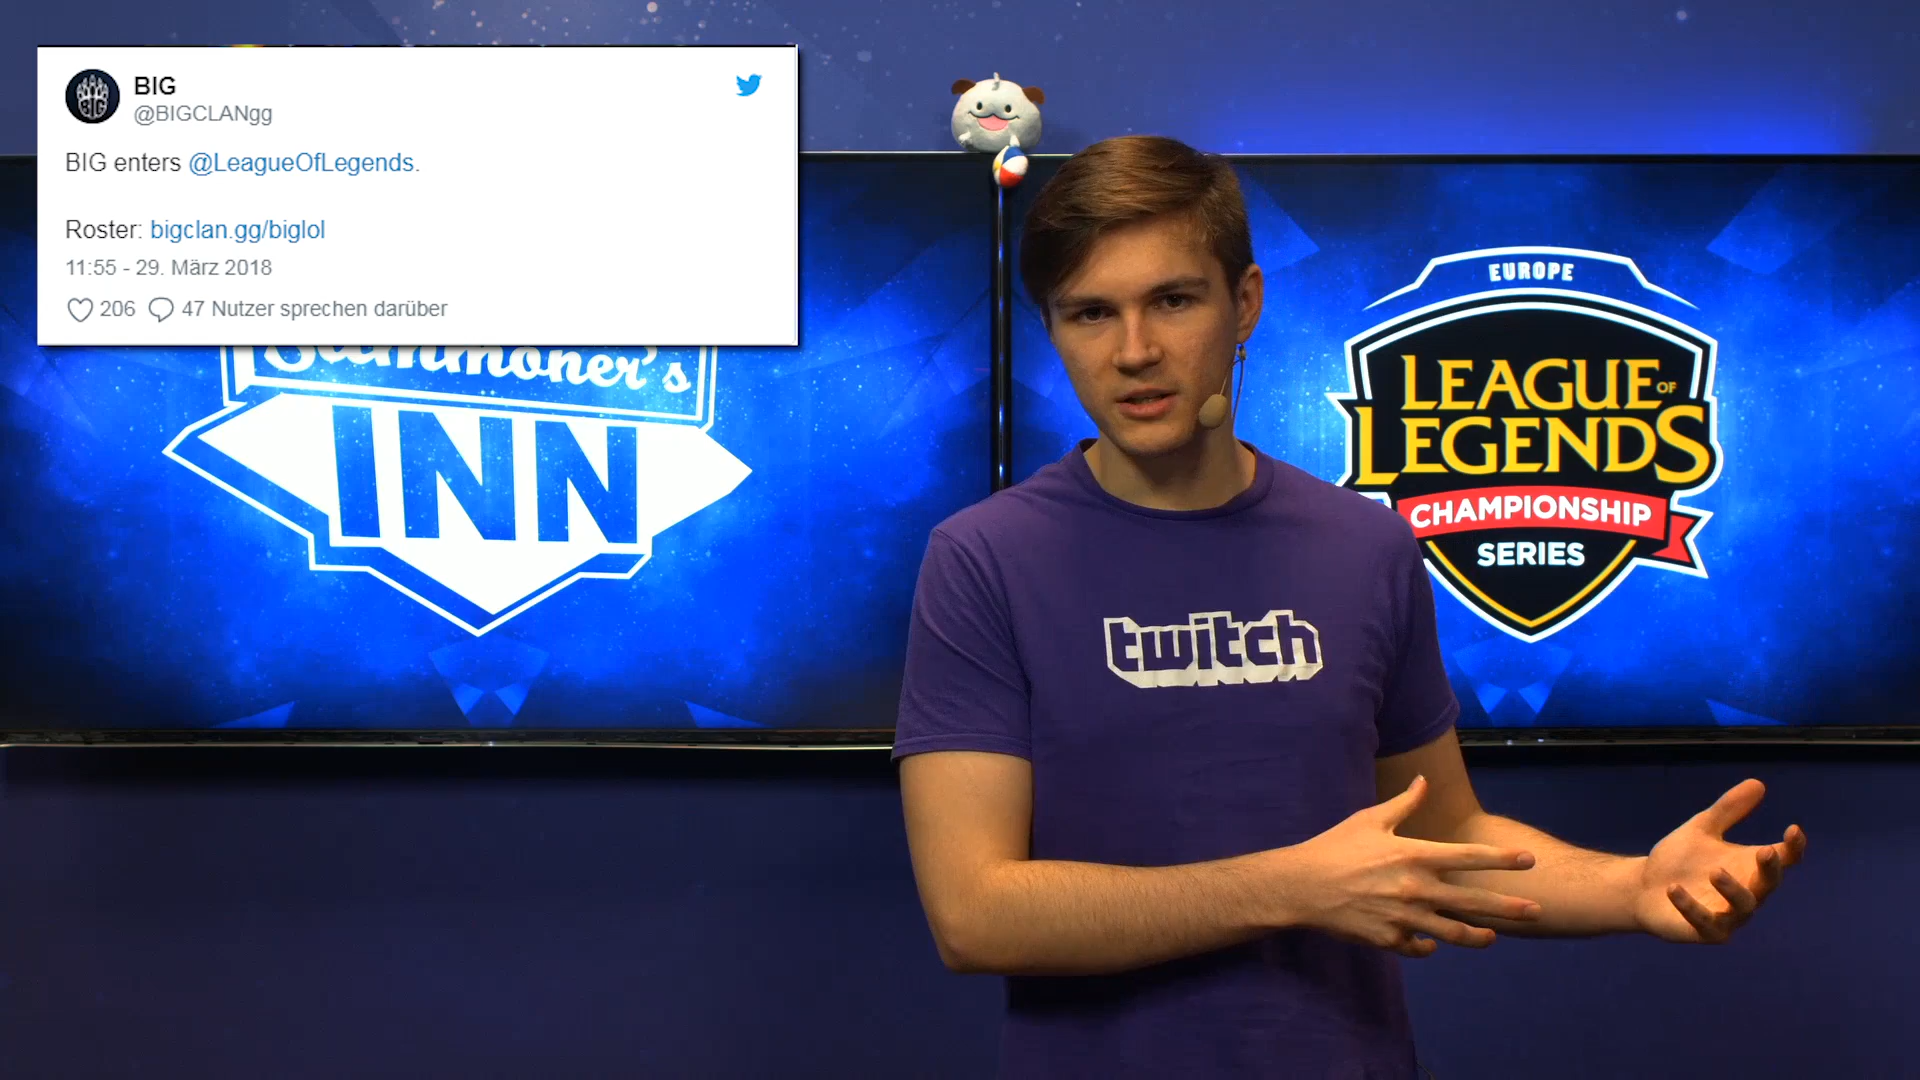 BIG
@BIGCLANgg
BIG enters @LeagueOfLegends.
Roster: bigclan.gg/biglol
11:55 - 29. März 2018
206 47 Nutzer sprechen darüber
Summoner's
INN
EUROPE
LEAGUE OF
LEGENDS
CHAMPIONSHIP
SERIES
twitch